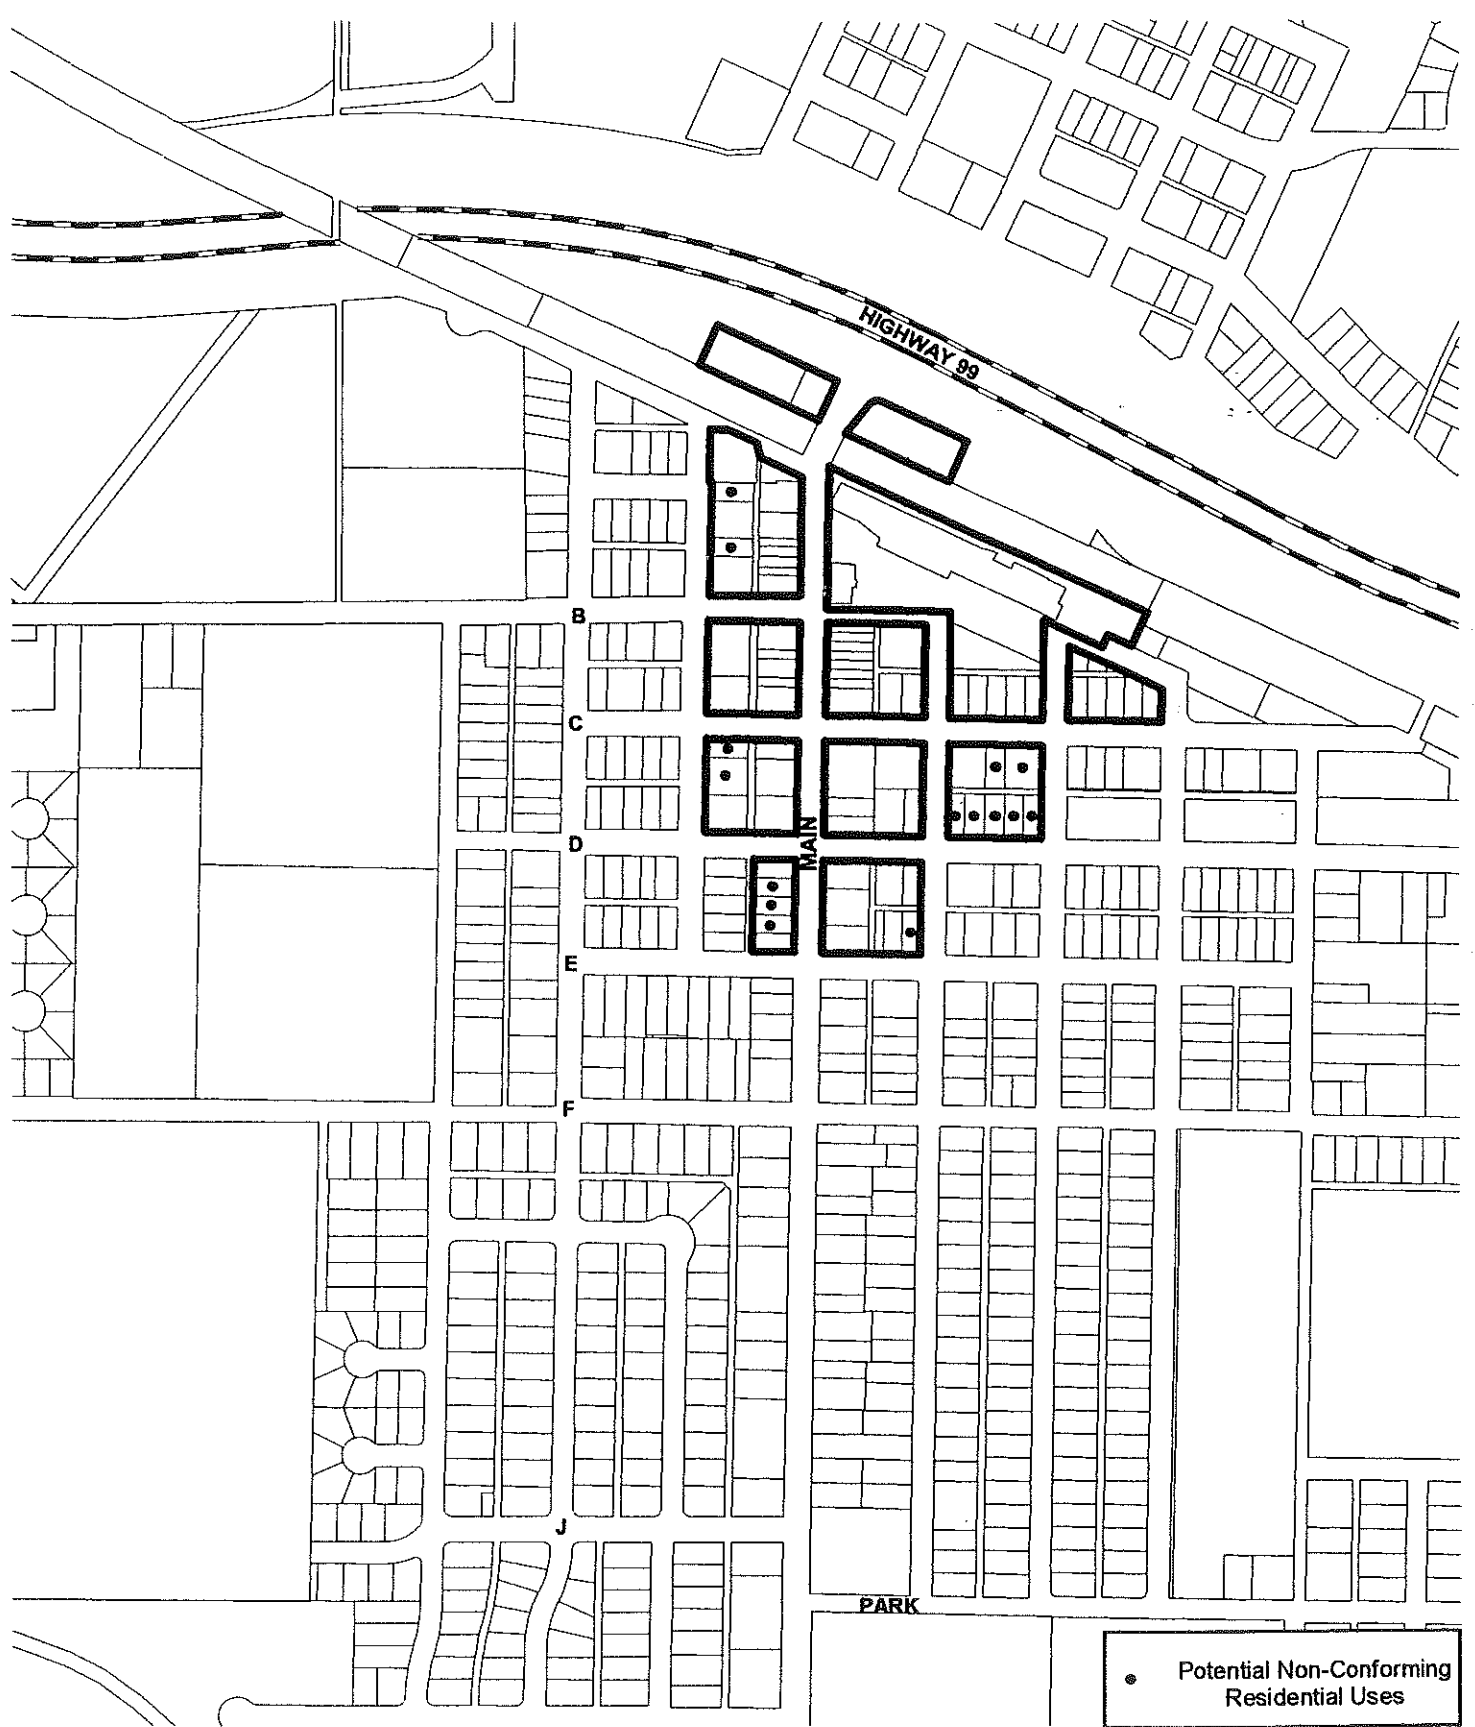 HIGHWAY 99
B
C
MAIN
D
E
F
J
PARK
Potential Non-Conforming
Residential Uses